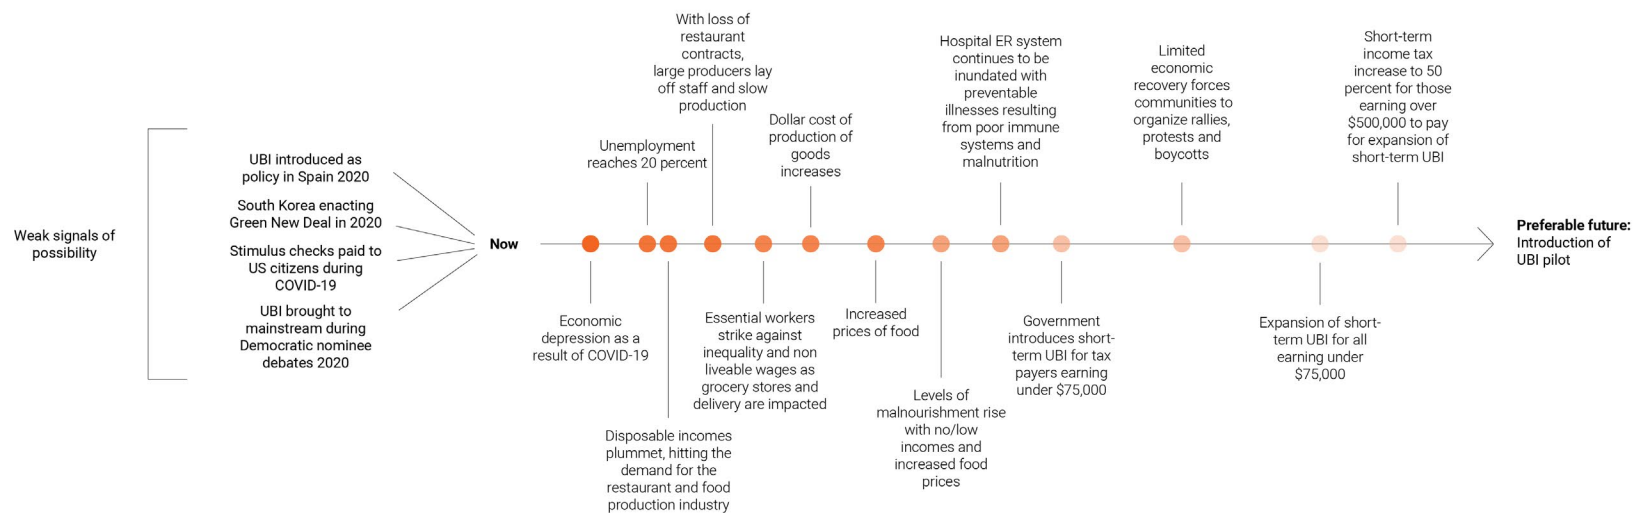 Weak signals of
possibility
UBI introduced as
policy in Spain 2020
South Korea enacting
Green New Deal in 2020
Stimulus checks paid to
US citizens during
COVID-19
UBI brought to
mainstream during
Democratic nominee
debates 2020
Now
Economic
depression as a
result of COVID-19
Unemployment
reaches 20 percent
Disposable incomes
plummet, hitting the
demand for the
restaurant and food
production industry
With loss of
restaurant
contracts,
large producers lay
off staff and slow
production
Essential workers
strike against
inequality and non
liveable wages as
grocery stores and
delivery are impacted
Dollar cost of
production of
goods
increases
Increased
prices of food
Levels of
malnourishment rise
with no/low
incomes and
increased food
prices
Hospital ER system
continues to be
inundated with
preventable
illnesses resulting
from poor immune
systems and
malnutrition
Government
introduces short-
term UBI for tax
payers earning
under $75,000
Limited
economic
recovery forces
communities to
organize rallies,
protests and
boycotts
Expansion of short-
term UBI for all
earning under
$75,000
Short-term
income tax
increase to 50
percent for those
earning over
$500,000 to pay
for expansion of
short-term UBI
Preferable future:
Introduction of
UBI pilot